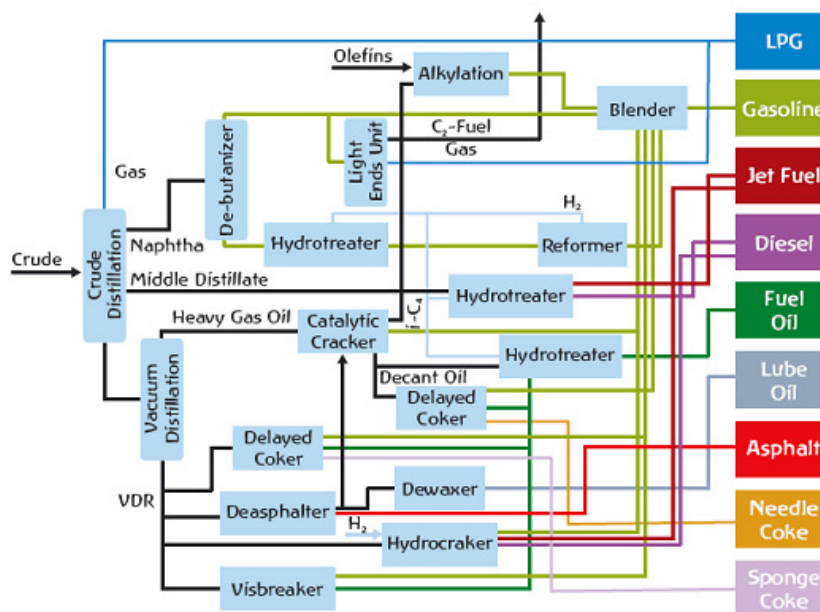 LPG
Olefins
Alkylation
Blender
Gasoline
C₂-Fuel
Gas
Light
Ends Unit
De-butanizer
Gas
Jet Fuel
H₂
Naphtha
Hydrotreater
Reformer
Diesel
Crude
Crude
Distillation
Middle Distillate
Hydrotreater
Heavy Gas Oil
Catalytic
Cracker
i-C₄
Fuel
Oil
Hydrotreater
Vacuum
Distillation
Decant Oil
Delayed
Coker
Lube
Oil
Delayed
Coker
Asphalt
VDR
Deasphalter
Dewaxer
Needle
Coke
H₂
Hydrocraker
Visbreaker
Sponge
Coke